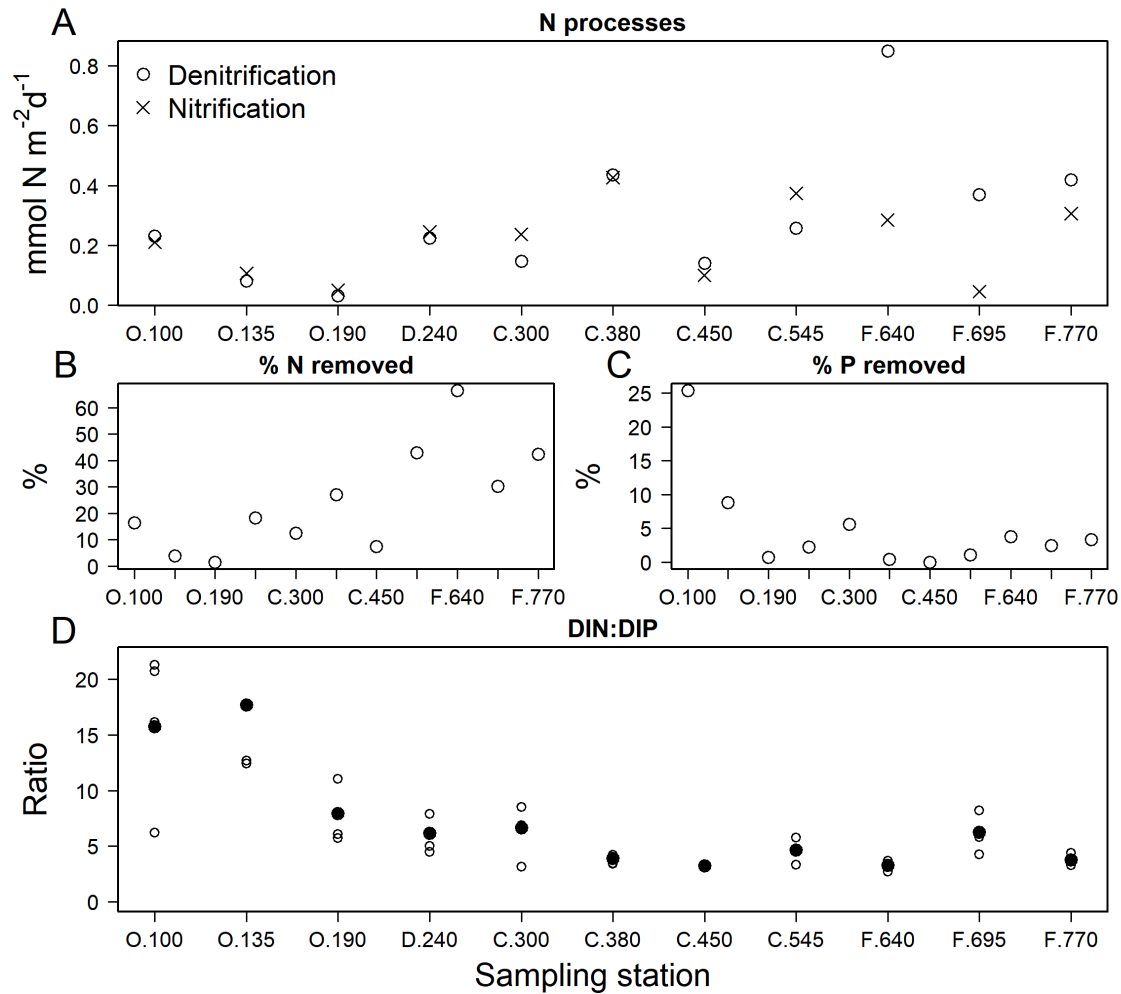 A
N processes
0.8
0.6
0.4
0.2
0.0
mmol N m-2d-1
Denitrification
Nitrification
O.100 O.135 O.190 D.240 C.300 C.380 C.450 C.545 F.640 F.695 F.770
B
% N removed
60
50
40
30
20
10
0
%
O.100 O.190 C.300 C.450 F.640 F.770
C
% P removed
25
20
15
10
5
0
%
O.100 O.190 C.300 C.450 F.640 F.770
D
DIN:DIP
20
15
10
5
0
Ratio
O.100 O.135 O.190 D.240 C.300 C.380 C.450 C.545 F.640 F.695 F.770
Sampling station